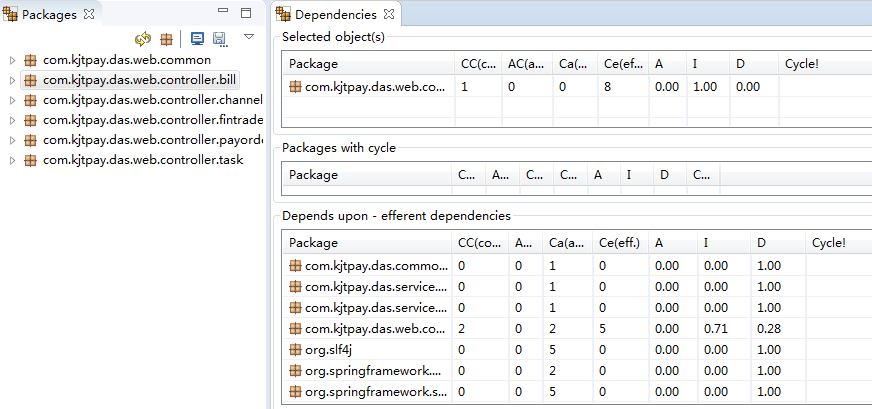 Packages
com.kjtpay.das.web.common
com.kjtpay.das.web.controller.bill
com.kjtpay.das.web.controller.channel
com.kjtpay.das.web.controller.fintrade
com.kjtpay.das.web.controller.payorde
com.kjtpay.das.web.controller.task
Dependencies
Selected object(s)
Package CC(c... AC(a... Ca(... Ce(ef... A I D Cycle!
com.kjtpay.das.web.co... 1 0 0 8 0.00 1.00 0.00
Packages with cycle
Package C... A... C... C... A I D C...
Depends upon - efferent dependencies
Package CC(co... A... Ca(a... Ce(eff.) A I D Cycle!
com.kjtpay.das.commo... 0 0 1 0 0.00 0.00 1.00
com.kjtpay.das.service.... 0 0 1 0 0.00 0.00 1.00
com.kjtpay.das.service.... 0 0 1 0 0.00 0.00 1.00
com.kjtpay.das.web.co... 2 0 2 5 0.00 0.71 0.28
org.slf4j 0 0 5 0 0.00 0.00 1.00
org.springframework.... 0 0 2 0 0.00 0.00 1.00
org.springframework.s... 0 0 5 0 0.00 0.00 1.00